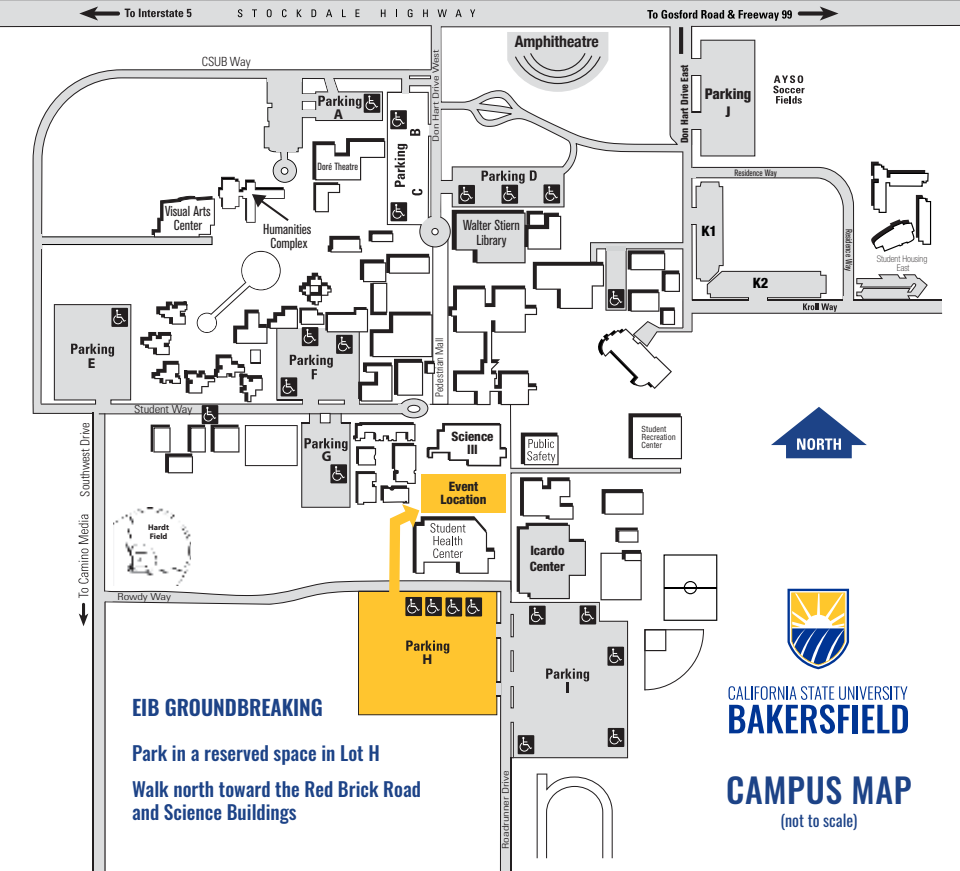 To Interstate 5
STOCKDALE HIGHWAY
To Gosford Road & Freeway 99
CSUB Way
Amphitheatre
Don Hart Drive West
Don Hart Drive East
Parking
J
AYSO
Soccer
Fields
Parking
A
Parking
B
C
Doré Theatre
Parking D
Residence Way
Residence Way
Visual Arts
Center
Humanities
Complex
Walter Stiern
Library
K1
K2
Student Housing
East
Kroll Way
Parking
E
Parking
F
Pedestrian Mall
Student Way
Southwest Drive
To Camino Media
Parking
G
Science
III
Public
Safety
Student
Recreation
Center
NORTH
Event
Location
Hardt
Field
Student
Health
Center
Icardo
Center
Rowdy Way
Parking
H
Parking
I
Roadrunner Drive
EIB GROUNDBREAKING
Park in a reserved space in Lot H
Walk north toward the Red Brick Road
and Science Buildings
CALIFORNIA STATE UNIVERSITY
BAKERSFIELD
CAMPUS MAP
(not to scale)